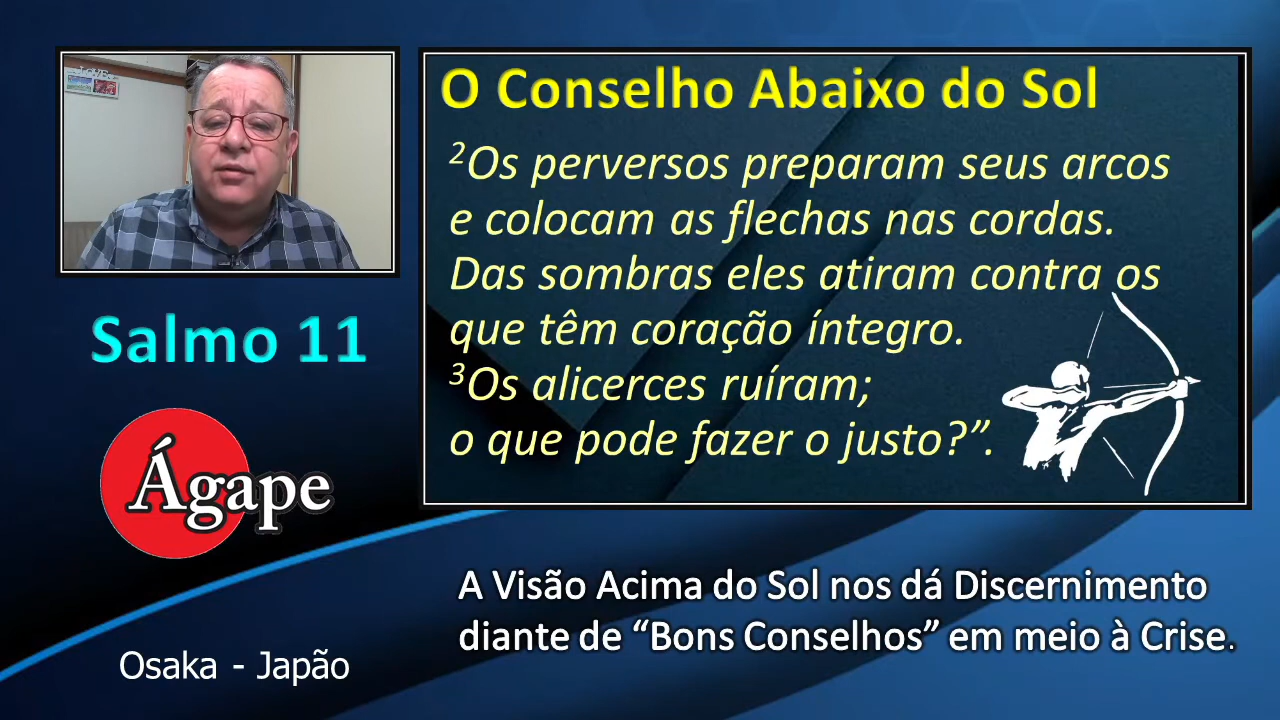 LOVE
O Conselho Abaixo do Sol
²Os perversos preparam seus arcos
e colocam as flechas nas cordas.
Das sombras eles atiram contra os
que têm coração íntegro.
³Os alicerces ruíram;
o que pode fazer o justo?”.
Salmo 11
Ágape
Osaka - Japão
A Visão Acima do Sol nos dá Discernimento
diante de “Bons Conselhos” em meio à Crise.